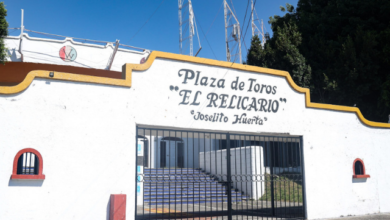 Plaza de Toros
"EL RELICARIO"
"Joselito Huerta"